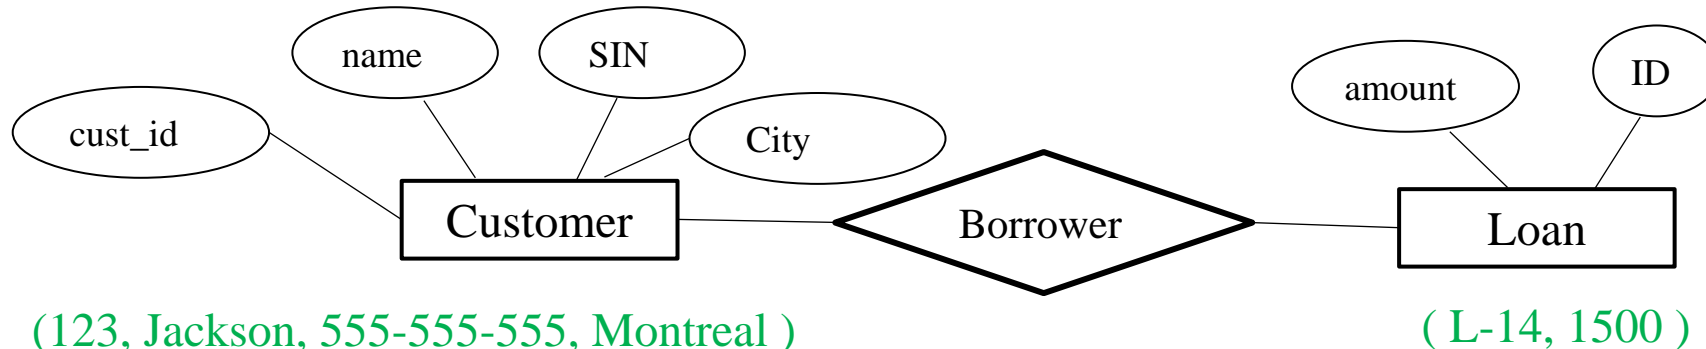 name
SIN
cust_id
City
amount
ID
Customer
Borrower
Loan
(123, Jackson, 555-555-555, Montreal )
( L-14, 1500 )